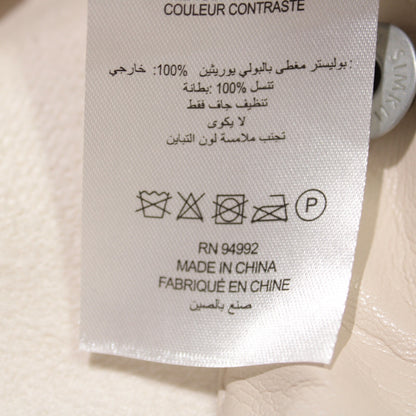 COULEUR CONTRASTE
بوليستر مغطى بالبولي يوريثين 100%: خارجي:
تنسل 100%: بطانة
تنظيف جاف فقط
لا يكوى
تجنب ملامسة لون التباين
P
RN 94992
MADE IN CHINA
FABRIQUÉ EN CHINE
صنع بالصين